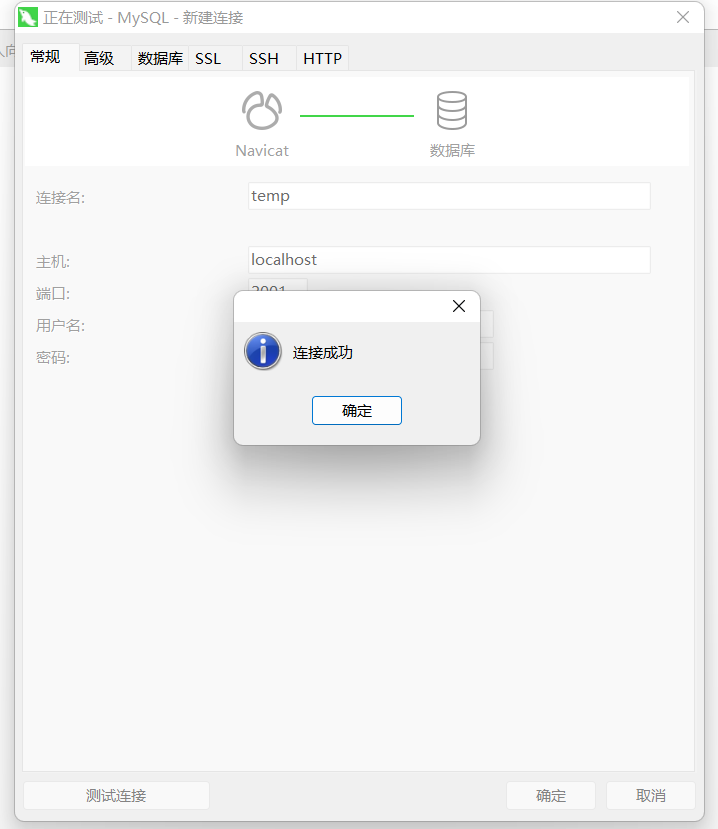 正在测试 - MySQL - 新建连接
常规 高级 数据库 SSL SSH HTTP
Navicat 数据库
连接名: temp
主机: localhost
端口:
用户名:
密码:
连接成功
确定
测试连接 确定 取消